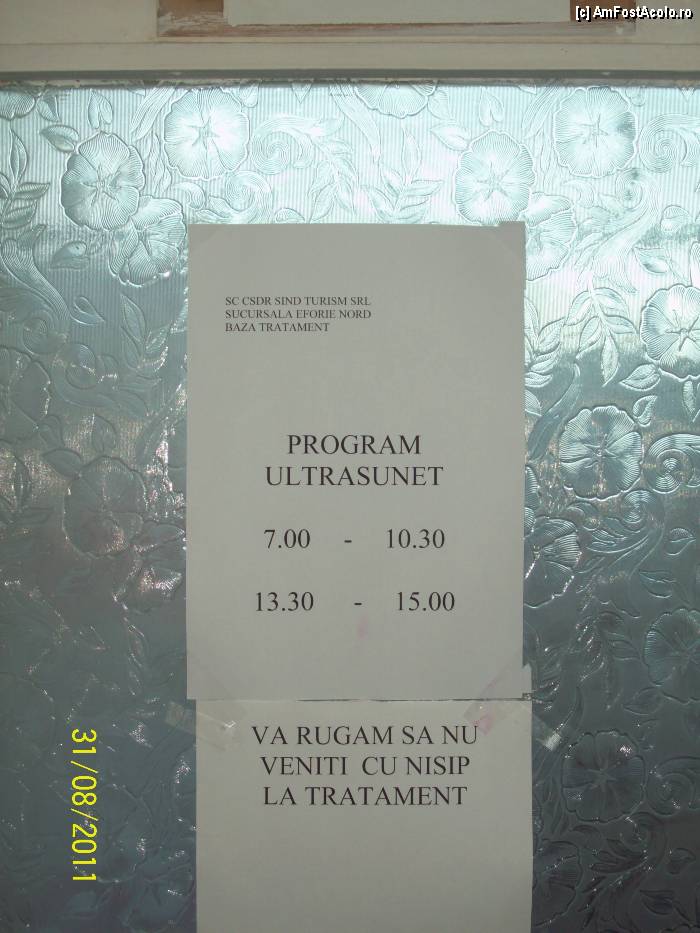 [c] AmFostAcolo.ro
SC CSDR SIND TURISM SRL
SUCURSALA EFORIE NORD
BAZA TRATAMENT
PROGRAM
ULTRASUNET
7.00 - 10.30
13.30 - 15.00
VA RUGAM SA NU
VENITI CU NISIP
LA TRATAMENT
31/08/2011